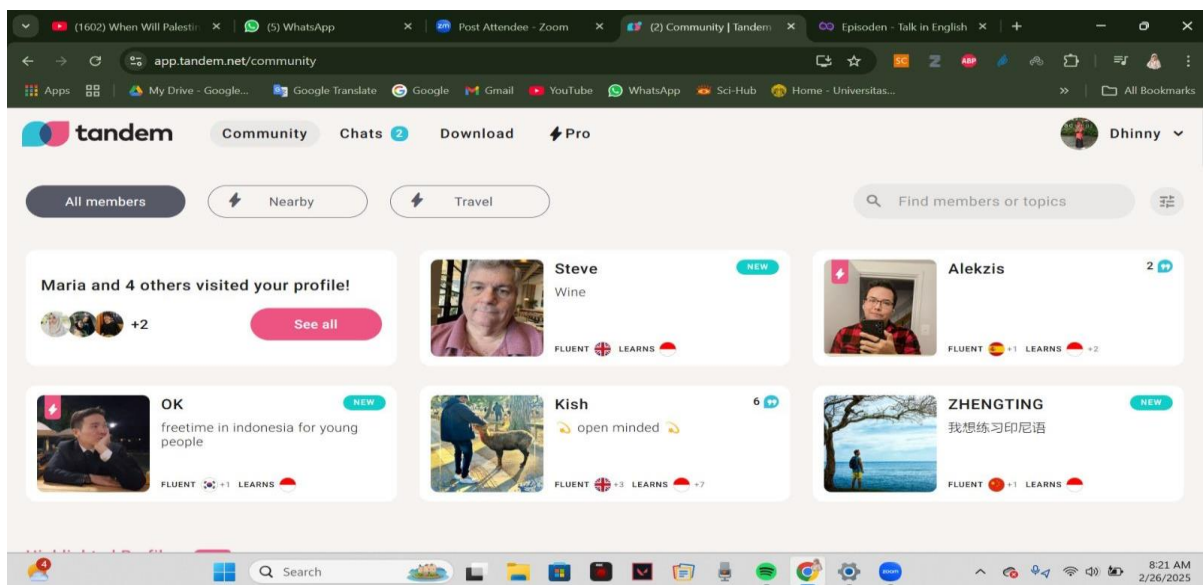 (1602) When Will Palestin
(5) WhatsApp
zm Post Attendee - Zoom
(2) Community | Tandem
Episoden - Talk in English
app.tandem.net/community
SC Z ABP
Apps
My Drive - Google...
Google Translate
Google
Gmail
YouTube
WhatsApp
Sci-Hub
Home - Universitas...
All Bookmarks
tandem
Community
Chats 2
Download
Pro
Dhinny
All members
Nearby
Travel
Find members or topics
Maria and 4 others visited your profile!
+2
See all
Steve
NEW
Wine
FLUENT LEARNS
Alekzis
2
FLUENT +1 LEARNS +2
OK
NEW
freetime in indonesia for young
people
FLUENT +1 LEARNS
Kish
6
open minded
FLUENT +3 LEARNS +7
ZHENGTING
NEW
我想练习印尼语
FLUENT +1 LEARNS
4
Search
zoom
8:21 AM
2/26/2025